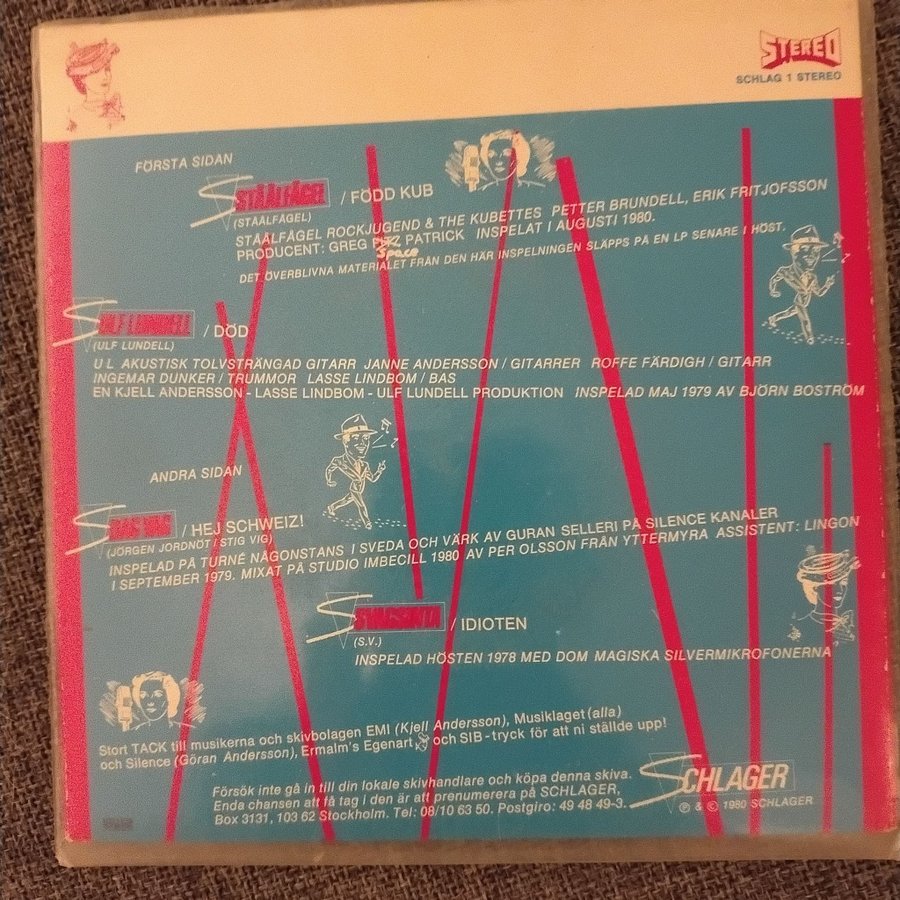 STEREO
SCHLAG 1 STEREO
FÖRSTA SIDAN
STÅÅLFÅGEL / FÖDD KUB
(STÅÅLFÅGEL)
STÅÅLFÅGEL ROCKJUGEND & THE KUBETTES PETTER BRUNDELL, ERIK FRITJOFSSON
PRODUCENT: GREG PATRICK INSPELAT I AUGUSTI 1980.
Space
DET ÖVERBLIVNA MATERIALET FRÅN DEN HÄR INSPELNINGEN SLÄPPS PÅ EN LP SENARE I HÖST.
ULF LUNDELL / DÖD
(ULF LUNDELL)
U L AKUSTISK TOLVSTRÄNGAD GITARR JANNE ANDERSSON / GITARRER ROFFE FÄRDIGH / GITARR
INGEMAR DUNKER / TRUMMOR LASSE LINDBOM / BAS
EN KJELL ANDERSSON - LASSE LINDBOM - ULF LUNDELL PRODUKTION INSPELAD MAJ 1979 AV BJÖRN BOSTRÖM
ANDRA SIDAN
DAS VAS / HEJ SCHWEIZ!
(JÖRGEN JORDNÖT / STIG VIG)
INSPELAD PÅ TURNÉ NÅGONSTANS I SVEDA OCH VÄRK AV GURAN SELLERI PÅ SILENCE KANALER
I SEPTEMBER 1979. MIXAT PÅ STUDIO IMBECILL 1980 AV PER OLSSON FRÅN YTTERMYRA ASSISTENT: LINGON
/ IDIOTEN
(S.V.)
INSPELAD HÖSTEN 1978 MED DOM MAGISKA SILVERMIKROFONERNA
Stort TACK till musikerna och skivbolagen EMI (Kjell Andersson), Musiklaget (alla)
och Silence (Göran Andersson), Ermalm's Egenart och SIB-tryck för att ni ställde upp!
Försök inte gå in till din lokale skivhandlare och köpa denna skiva.
Enda chansen att få tag i den är att prenumerera på SCHLAGER,
Box 3131, 103 62 Stockholm. Tel: 08/10 63 50. Postgiro: 49 48 49-3.
SCHLAGER
℗ & © 1980 SCHLAGER